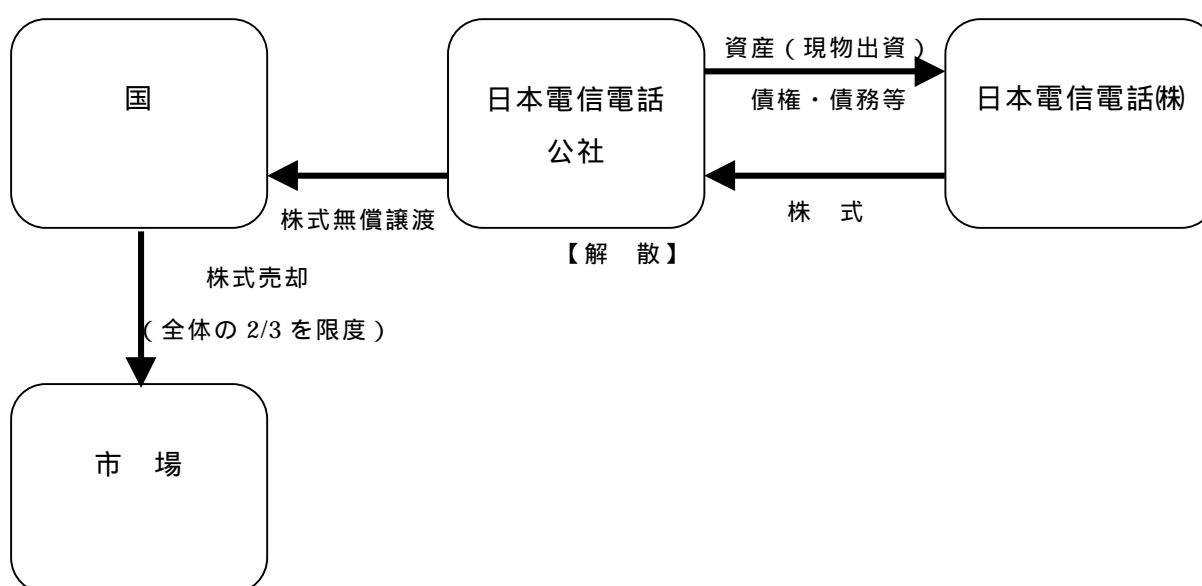 国
日本電信電話
公社
日本電信電話㈱
資産(現物出資)
債権・債務等
株式無償譲渡
株 式
【解 散】
株式売却
(全体の 2/3 を限度)
市 場